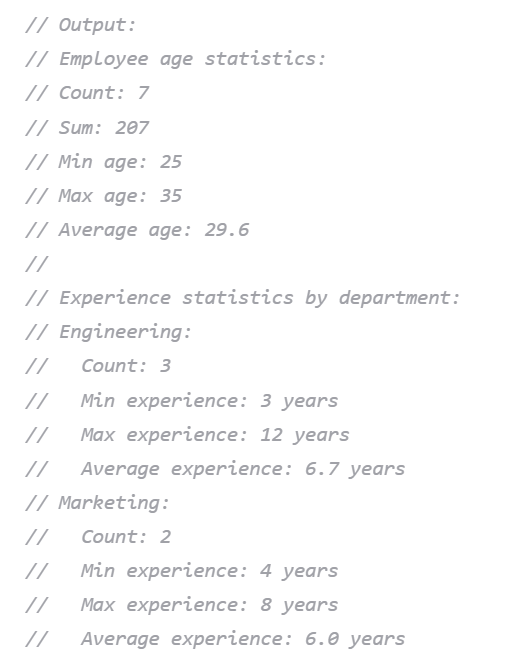 // Output:
// Employee age statistics:
// Count: 7
// Sum: 207
// Min age: 25
// Max age: 35
// Average age: 29.6
//
// Experience statistics by department:
// Engineering:
//   Count: 3
//   Min experience: 3 years
//   Max experience: 12 years
//   Average experience: 6.7 years
// Marketing:
//   Count: 2
//   Min experience: 4 years
//   Max experience: 8 years
//   Average experience: 6.0 years